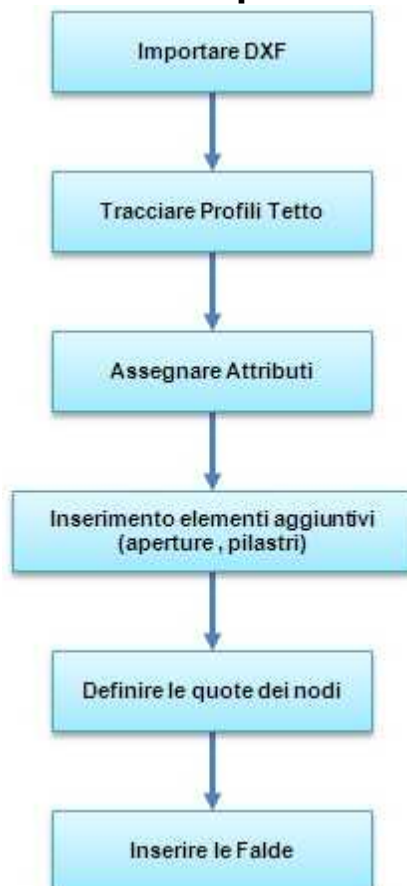 Importare DXF
Tracciare Profili Tetto
Assegnare Attributi
Inserimento elementi aggiuntivi
(aperture , pilastri)
Definire le quote dei nodi
Inserire le Falde